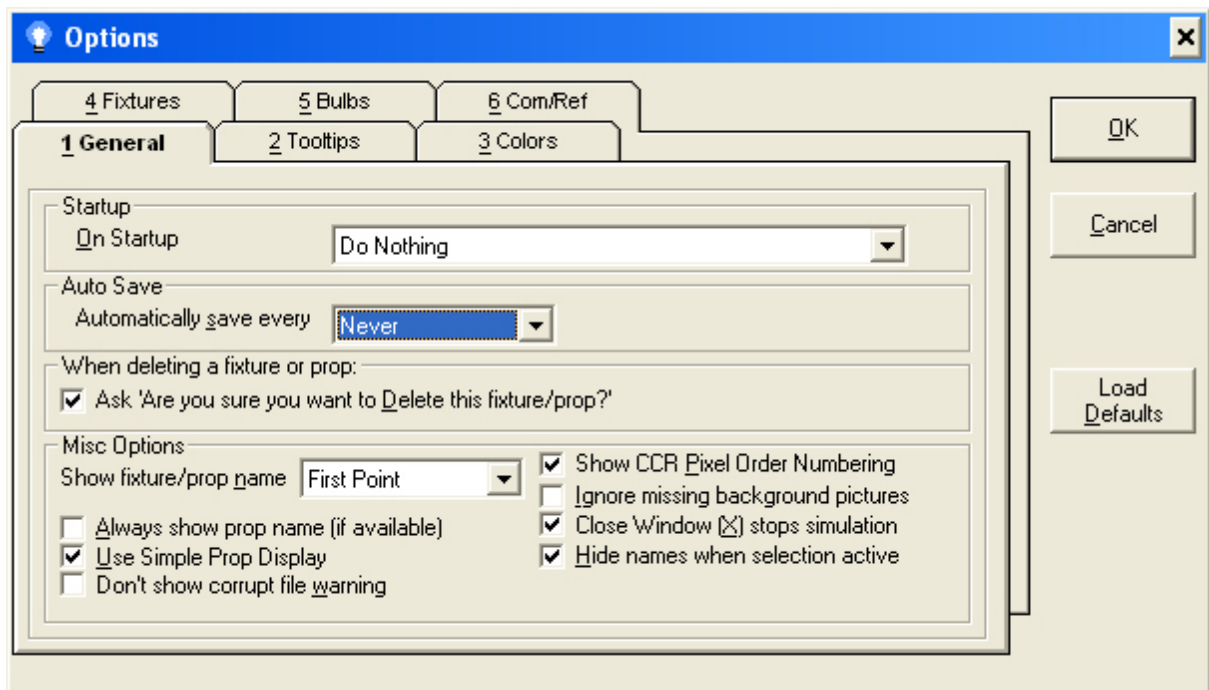 Options
4 Fixtures
5 Bulbs
6 Com/Ref
1 General
2 Tooltips
3 Colors
OK
Cancel
Load
Defaults
Startup
On Startup
Do Nothing
Auto Save
Automatically save every
Never
When deleting a fixture or prop:
Ask 'Are you sure you want to Delete this fixture/prop?'
Misc Options
Show fixture/prop name
First Point
Always show prop name (if available)
Use Simple Prop Display
Don't show corrupt file warning
Show CCR Pixel Order Numbering
Ignore missing background pictures
Close Window (X) stops simulation
Hide names when selection active